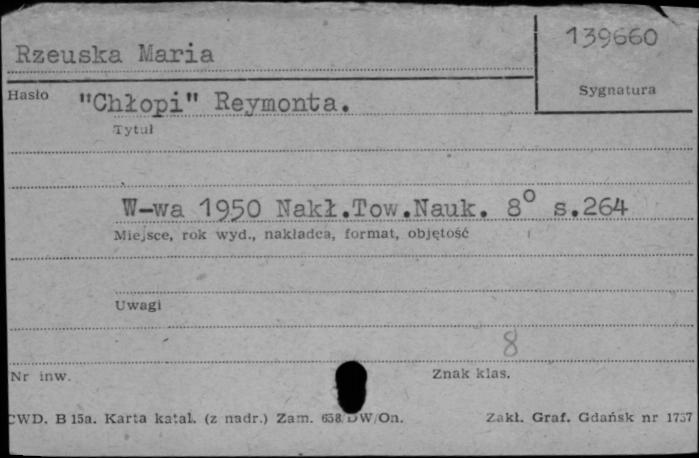 139660
Rzeuska Maria
Sygnatura
Hasło "Chłopi" Reymonta.
Tytuł
W-wa 1950 Nakł.Tow.Nauk. 8° s.264
Miejsce, rok wyd., nakładca, format, objętość
Uwagi
8
Nr inw. Znak klas.
CWD. B 15a. Karta katal. (z nadr.) Zam. 658/DW/On. Zakł. Graf. Gdańsk nr 1757